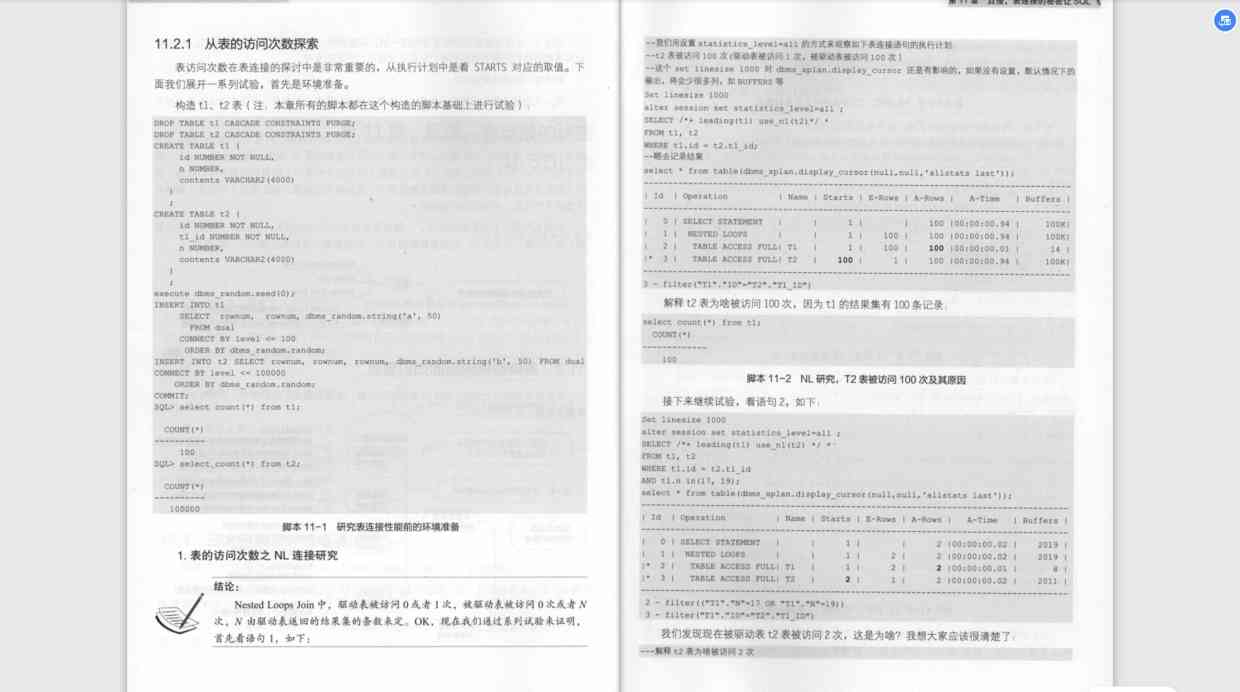 11.2.1 从表的访问次数探索
表访问次数在表连接的探讨中是非常重要的，从执行计划中是看 STARTS 对应的取值。下
面我们展开一系列试验，首先是环境准备。
构造 t1、t2 表（注：本章所有的脚本都在这个构造的脚本基础上进行试验）：
DROP TABLE t1 CASCADE CONSTRAINTS PURGE;
DROP TABLE t2 CASCADE CONSTRAINTS PURGE;
CREATE TABLE t1 (
id NUMBER NOT NULL,
n NUMBER,
contents VARCHAR2(4000)
)
;
CREATE TABLE t2 (
id NUMBER NOT NULL,
t1_id NUMBER NOT NULL,
n NUMBER,
contents VARCHAR2(4000)
)
;
execute dbms_random.seed(0);
INSERT INTO t1
SELECT rownum, rownum, dbms_random.string('a', 50)
FROM dual
CONNECT BY level <= 100
ORDER BY dbms_random.random;
INSERT INTO t2 SELECT rownum, rownum, rownum, dbms_random.string('b', 50) FROM dual
CONNECT BY level <= 100000
ORDER BY dbms_random.random;
COMMIT;
SQL> select count(*) from t1;
COUNT(*)
----------
100
SQL> select count(*) from t2;
COUNT(*)
----------
100000
脚本 11-1 研究表连接性能前的环境准备
1. 表的访问次数之 NL 连接研究
结论：
Nested Loops Join 中，驱动表被访问 0 或者 1 次，被驱动表被访问 0 次或者 N
次，N 由驱动表返回的结果集的条数来定。OK，现在我们通过系列试验来证明，
首先看语句 1，如下：
--我们用设置 statistics_level=all 的方式来观察如下表连接语句的执行计划:
--t2 表被访问 100 次(驱动表被访问 1 次，被驱动表被访问 100 次)
--这个 set linesize 1000 对 dbms_xplan.display_cursor 还是有影响的，如果没有设置，默认情况下的
输出，将会少很多列，如 BUFFERS 等
Set linesize 1000
alter session set statistics_level=all ;
SELECT /*+ leading(t1) use_nl(t2)*/ *
FROM t1, t2
WHERE t1.id = t2.t1_id;
--略去记录结果
select * from table(dbms_xplan.display_cursor(null,null,'allstats last'));
| Id | Operation | Name | Starts | E-Rows | A-Rows | A-Time | Buffers |
| 0 | SELECT STATEMENT | | 1 | | 100 |00:00:00.94 | 100K|
| 1 | NESTED LOOPS | | 1 | 100 | 100 |00:00:00.94 | 100K|
| 2 | TABLE ACCESS FULL| T1 | 1 | 100 | 100 |00:00:00.01 | 14 |
|* 3 | TABLE ACCESS FULL| T2 | 100 | 1 | 100 |00:00:00.94 | 100K|
3 - filter("T1"."ID"="T2"."T1_ID")
解释 t2 表为啥被访问 100 次，因为 t1 的结果集有 100 条记录：
select count(*) from t1;
COUNT(*)
----------
100
脚本 11-2 NL 研究，T2 表被访问 100 次及其原因
接下来继续试验，看语句 2，如下：
Set linesize 1000
alter session set statistics_level=all ;
SELECT /*+ leading(t1) use_nl(t2) */ *
FROM t1, t2
WHERE t1.id = t2.t1_id
AND t1.n in(17, 19);
select * from table(dbms_xplan.display_cursor(null,null,'allstats last'));
| Id | Operation | Name | Starts | E-Rows | A-Rows | A-Time | Buffers |
| 0 | SELECT STATEMENT | | 1 | | 2 |00:00:00.02 | 2019 |
| 1 | NESTED LOOPS | | 1 | 2 | 2 |00:00:00.02 | 2019 |
|* 2 | TABLE ACCESS FULL| T1 | 1 | 2 | 2 |00:00:00.01 | 8 |
|* 3 | TABLE ACCESS FULL| T2 | 2 | 1 | 2 |00:00:00.02 | 2011 |
2 - filter(("T1"."N"=17 OR "T1"."N"=19))
3 - filter("T1"."ID"="T2"."T1_ID")
我们发现现在被驱动表 t2 表被访问 2 次，这是为啥？我想大家应该很清楚了：
---解释 t2 表为啥被访问 2 次